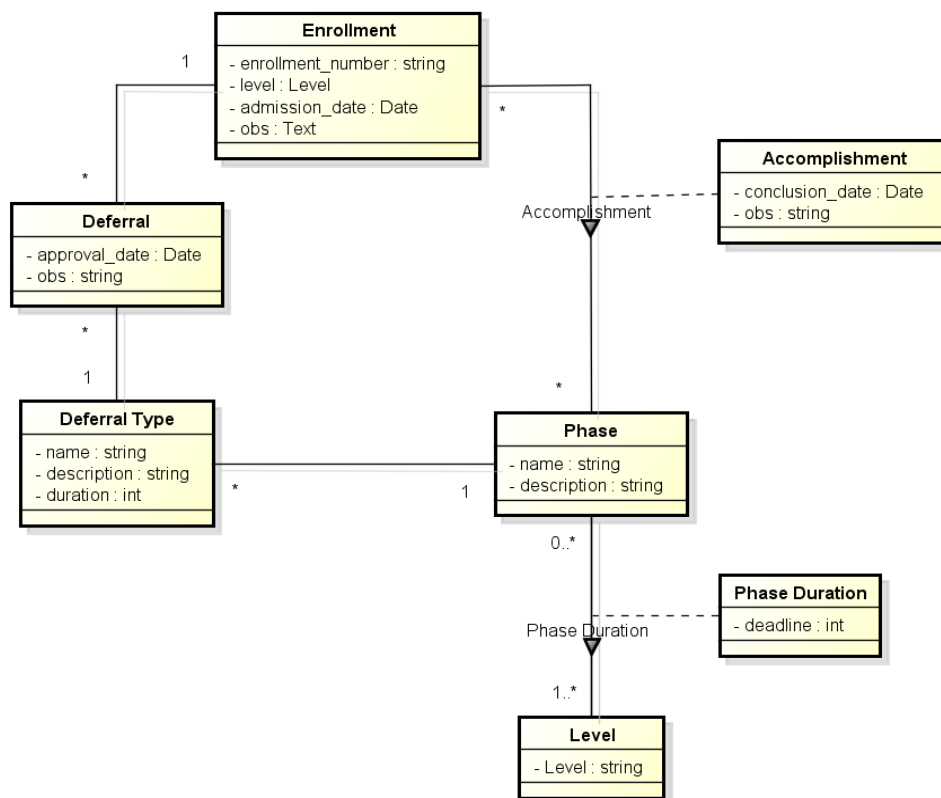 Enrollment
- enrollment_number : string
- level : Level
- admission_date : Date
- obs : Text
1
*
*
Deferral
- approval_date : Date
- obs : string
*
1
Accomplishment
Accomplishment
- conclusion_date : Date
- obs : string
*
Deferral Type
- name : string
- description : string
- duration : int
*
1
Phase
- name : string
- description : string
0..*
Phase Duration
Phase Duration
- deadline : int
1..*
Level
- Level : string